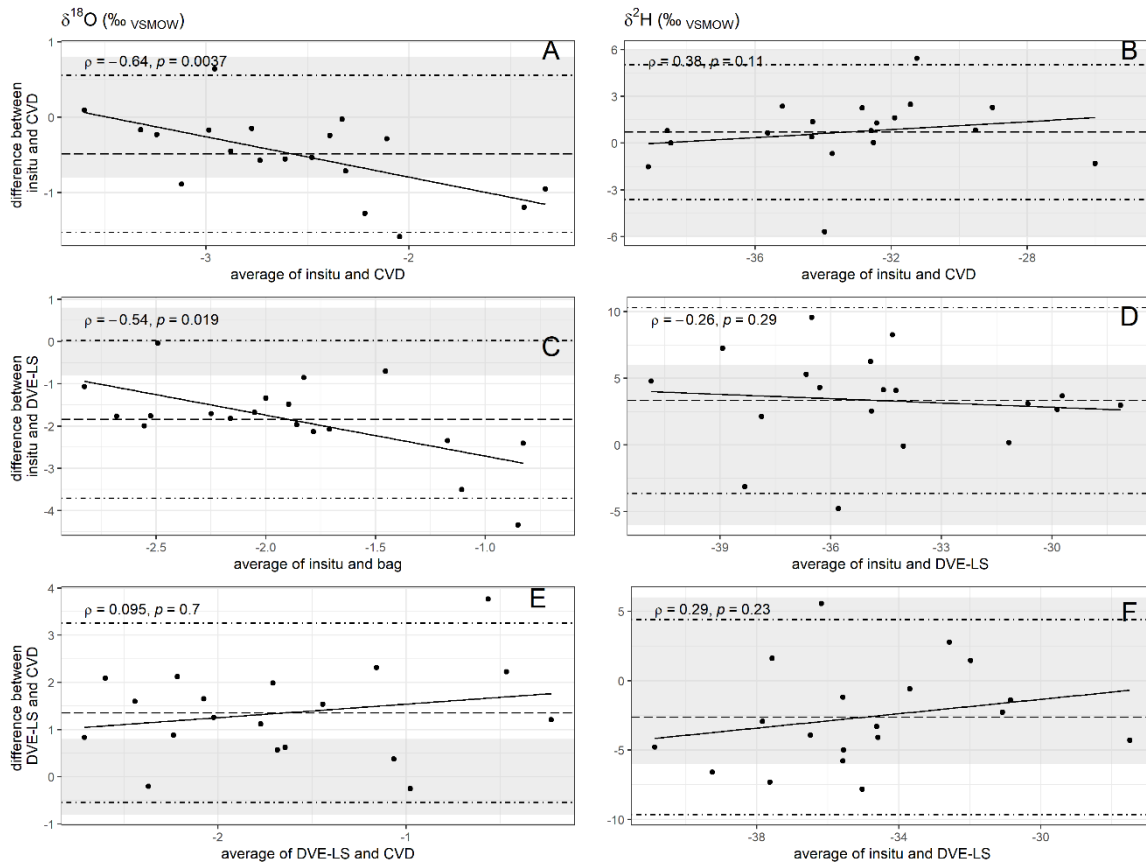 δ¹⁸O (‰ VSMOW)
δ²H (‰ VSMOW)
A
ρ = −0.64, p = 0.0037
1
0
-1
difference between
insitu and CVD
-3
-2
average of insitu and CVD
B
ρ = 0.38, p = 0.11
6
3
0
-3
-6
-36
-32
-28
average of insitu and CVD
C
ρ = −0.54, p = 0.019
1
0
-1
-2
-3
-4
difference between
insitu and DVE-LS
-2.5
-2.0
-1.5
-1.0
average of insitu and bag
D
ρ = −0.26, p = 0.29
10
5
0
-5
-39
-36
-33
-30
average of insitu and DVE-LS
E
ρ = 0.095, p = 0.7
4
3
2
1
0
-1
difference between
DVE-LS and CVD
-2
-1
average of DVE-LS and CVD
F
ρ = 0.29, p = 0.23
5
0
-5
-10
-38
-34
-30
average of insitu and DVE-LS